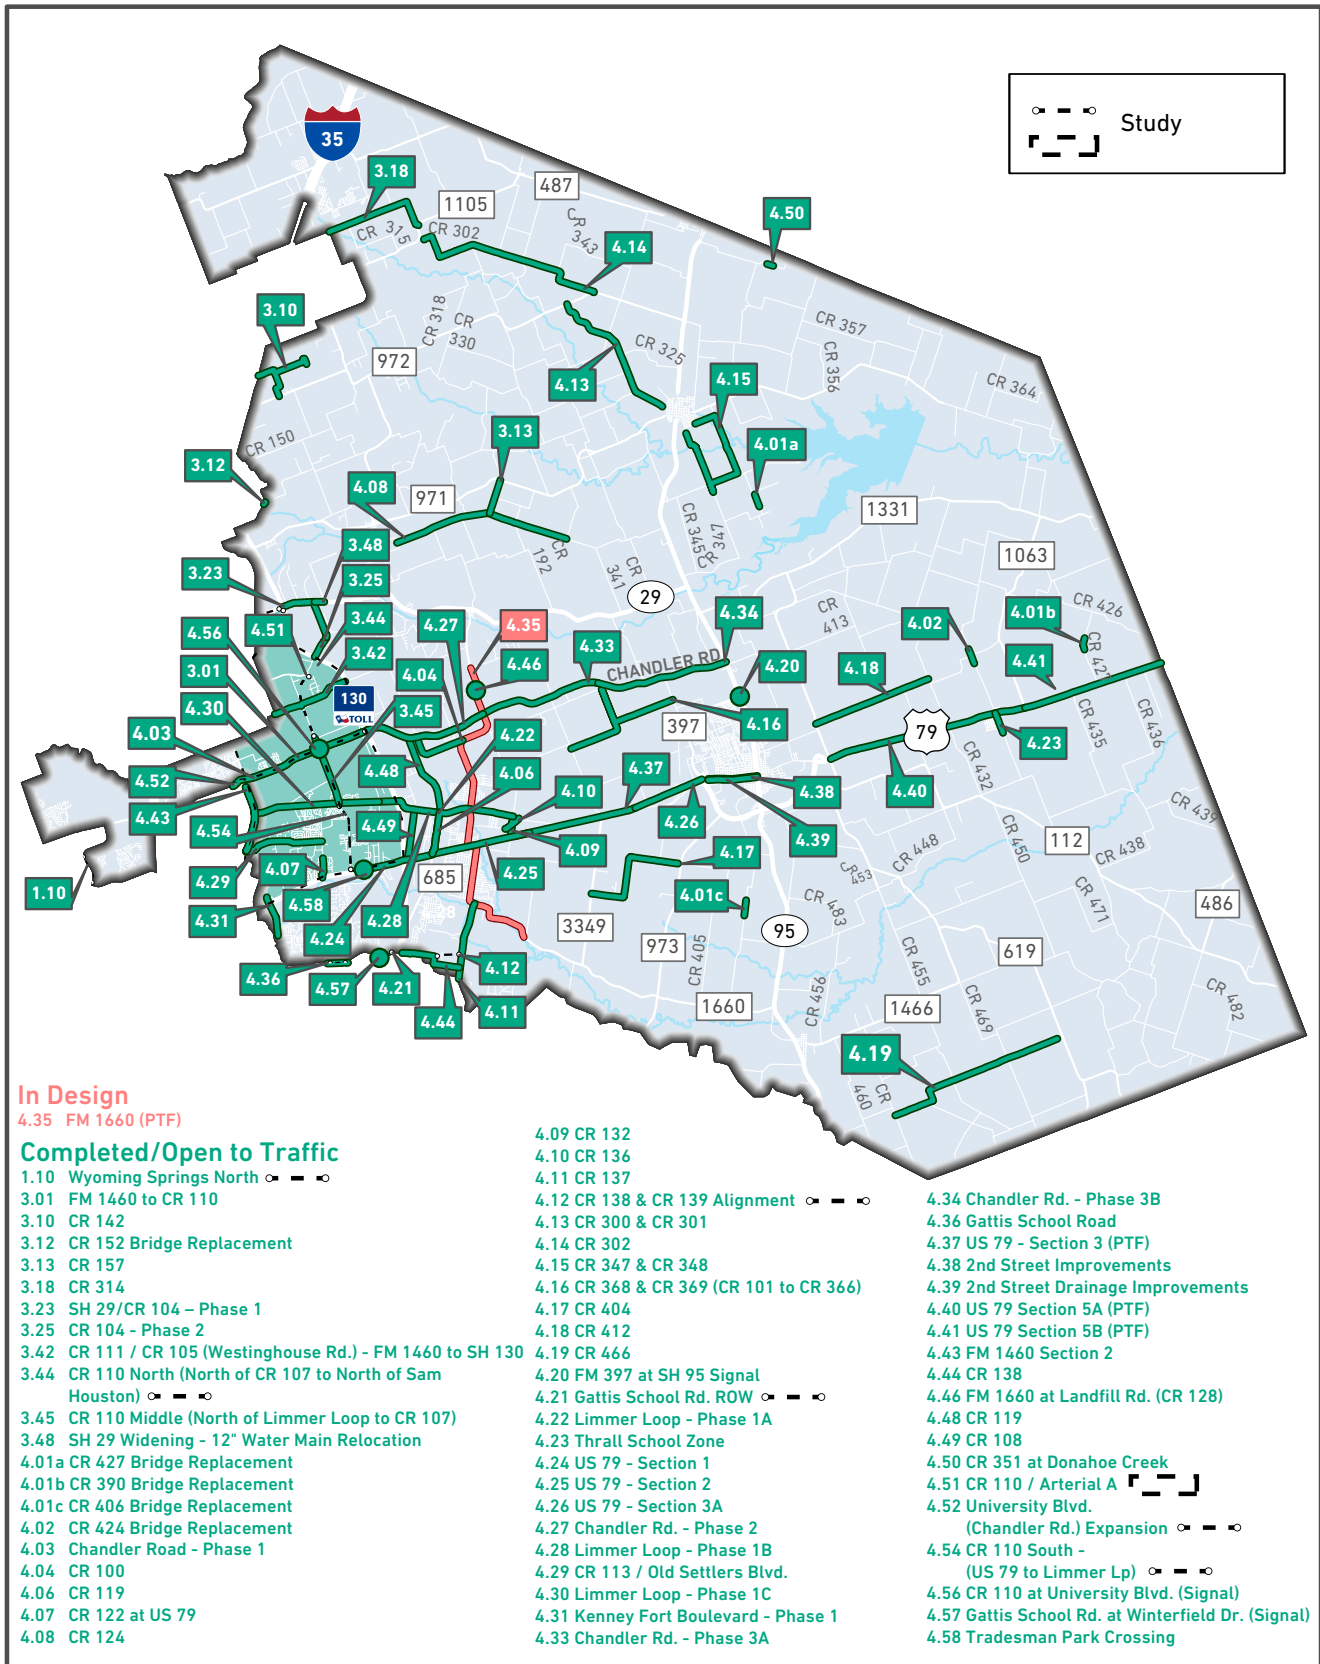 Study
35
3.18
487
1105
CR 315
CR 302
CR 343
4.50
4.14
3.10
CR 318
CR 330
972
CR 357
CR 325
CR 356
CR 364
4.13
4.15
CR 150
3.13
4.01a
3.12
4.08
971
1331
CR 345
CR 347
3.48
CR 192
CR 341
1063
3.23
3.25
29
CR 413
CR 426
4.56
4.51
3.44
4.27
4.35
4.34
4.02
4.01b
CR 427
3.01
3.42
4.04
4.46
4.33
CHANDLER RD
4.20
4.18
4.41
4.30
130
TOLL
3.45
4.22
397
4.16
79
4.23
CR 435
CR 436
4.03
4.52
4.48
4.06
4.37
CR 432
4.43
4.10
4.38
4.40
CR 439
4.54
4.49
4.26
4.39
4.09
CR 448
CR 450
112
CR 438
4.29
4.07
685
4.25
4.17
CR 453
1.10
4.58
4.01c
CR 483
CR 471
486
4.31
4.24
4.28
3349
95
973
CR 405
CR 455
619
4.36
4.57
4.21
4.12
CR 456
CR 482
4.44
4.11
1660
1466
CR 469
4.19
CR 460
In Design
4.35 FM 1660 (PTF)
Completed/Open to Traffic
1.10 Wyoming Springs North
3.01 FM 1460 to CR 110
3.10 CR 142
3.12 CR 152 Bridge Replacement
3.13 CR 157
3.18 CR 314
3.23 SH 29/CR 104 – Phase 1
3.25 CR 104 - Phase 2
3.42 CR 111 / CR 105 (Westinghouse Rd.) - FM 1460 to SH 130
3.44 CR 110 North (North of CR 107 to North of Sam
Houston)
3.45 CR 110 Middle (North of Limmer Loop to CR 107)
3.48 SH 29 Widening - 12" Water Main Relocation
4.01a CR 427 Bridge Replacement
4.01b CR 390 Bridge Replacement
4.01c CR 406 Bridge Replacement
4.02 CR 424 Bridge Replacement
4.03 Chandler Road - Phase 1
4.04 CR 100
4.06 CR 119
4.07 CR 122 at US 79
4.08 CR 124
4.09 CR 132
4.10 CR 136
4.11 CR 137
4.12 CR 138 & CR 139 Alignment
4.13 CR 300 & CR 301
4.14 CR 302
4.15 CR 347 & CR 348
4.16 CR 368 & CR 369 (CR 101 to CR 366)
4.17 CR 404
4.18 CR 412
4.19 CR 466
4.20 FM 397 at SH 95 Signal
4.21 Gattis School Rd. ROW
4.22 Limmer Loop - Phase 1A
4.23 Thrall School Zone
4.24 US 79 - Section 1
4.25 US 79 - Section 2
4.26 US 79 - Section 3A
4.27 Chandler Rd. - Phase 2
4.28 Limmer Loop - Phase 1B
4.29 CR 113 / Old Settlers Blvd.
4.30 Limmer Loop - Phase 1C
4.31 Kenney Fort Boulevard - Phase 1
4.33 Chandler Rd. - Phase 3A
4.34 Chandler Rd. - Phase 3B
4.36 Gattis School Road
4.37 US 79 - Section 3 (PTF)
4.38 2nd Street Improvements
4.39 2nd Street Drainage Improvements
4.40 US 79 Section 5A (PTF)
4.41 US 79 Section 5B (PTF)
4.43 FM 1460 Section 2
4.44 CR 138
4.46 FM 1660 at Landfill Rd. (CR 128)
4.48 CR 119
4.49 CR 108
4.50 CR 351 at Donahoe Creek
4.51 CR 110 / Arterial A
4.52 University Blvd.
(Chandler Rd.) Expansion
4.54 CR 110 South -
(US 79 to Limmer Lp)
4.56 CR 110 at University Blvd. (Signal)
4.57 Gattis School Rd. at Winterfield Dr. (Signal)
4.58 Tradesman Park Crossing